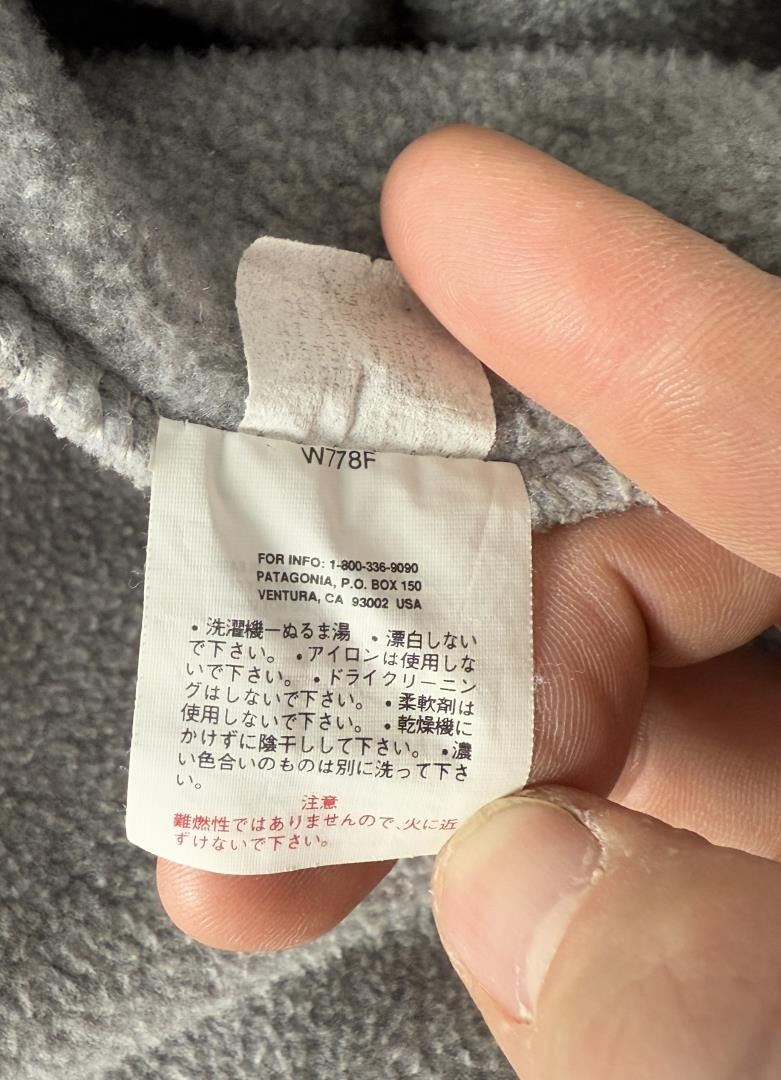 W778F
FOR INFO: 1-800-336-9090
PATAGONIA, P.O. BOX 150
VENTURA, CA 93002 USA
•洗濯機—ぬるま湯 •漂白しない
で下さい。 •アイロンは使用しな
いで下さい。 •ドライクリーニン
グはしないで下さい。 •柔軟剤は
使用しないで下さい。 •乾燥機に
かけずに陰干しして下さい。 •濃
い色合いのものは別に洗って下さ
い。
注意
難燃性ではありませんので、火に近
ずけないで下さい。